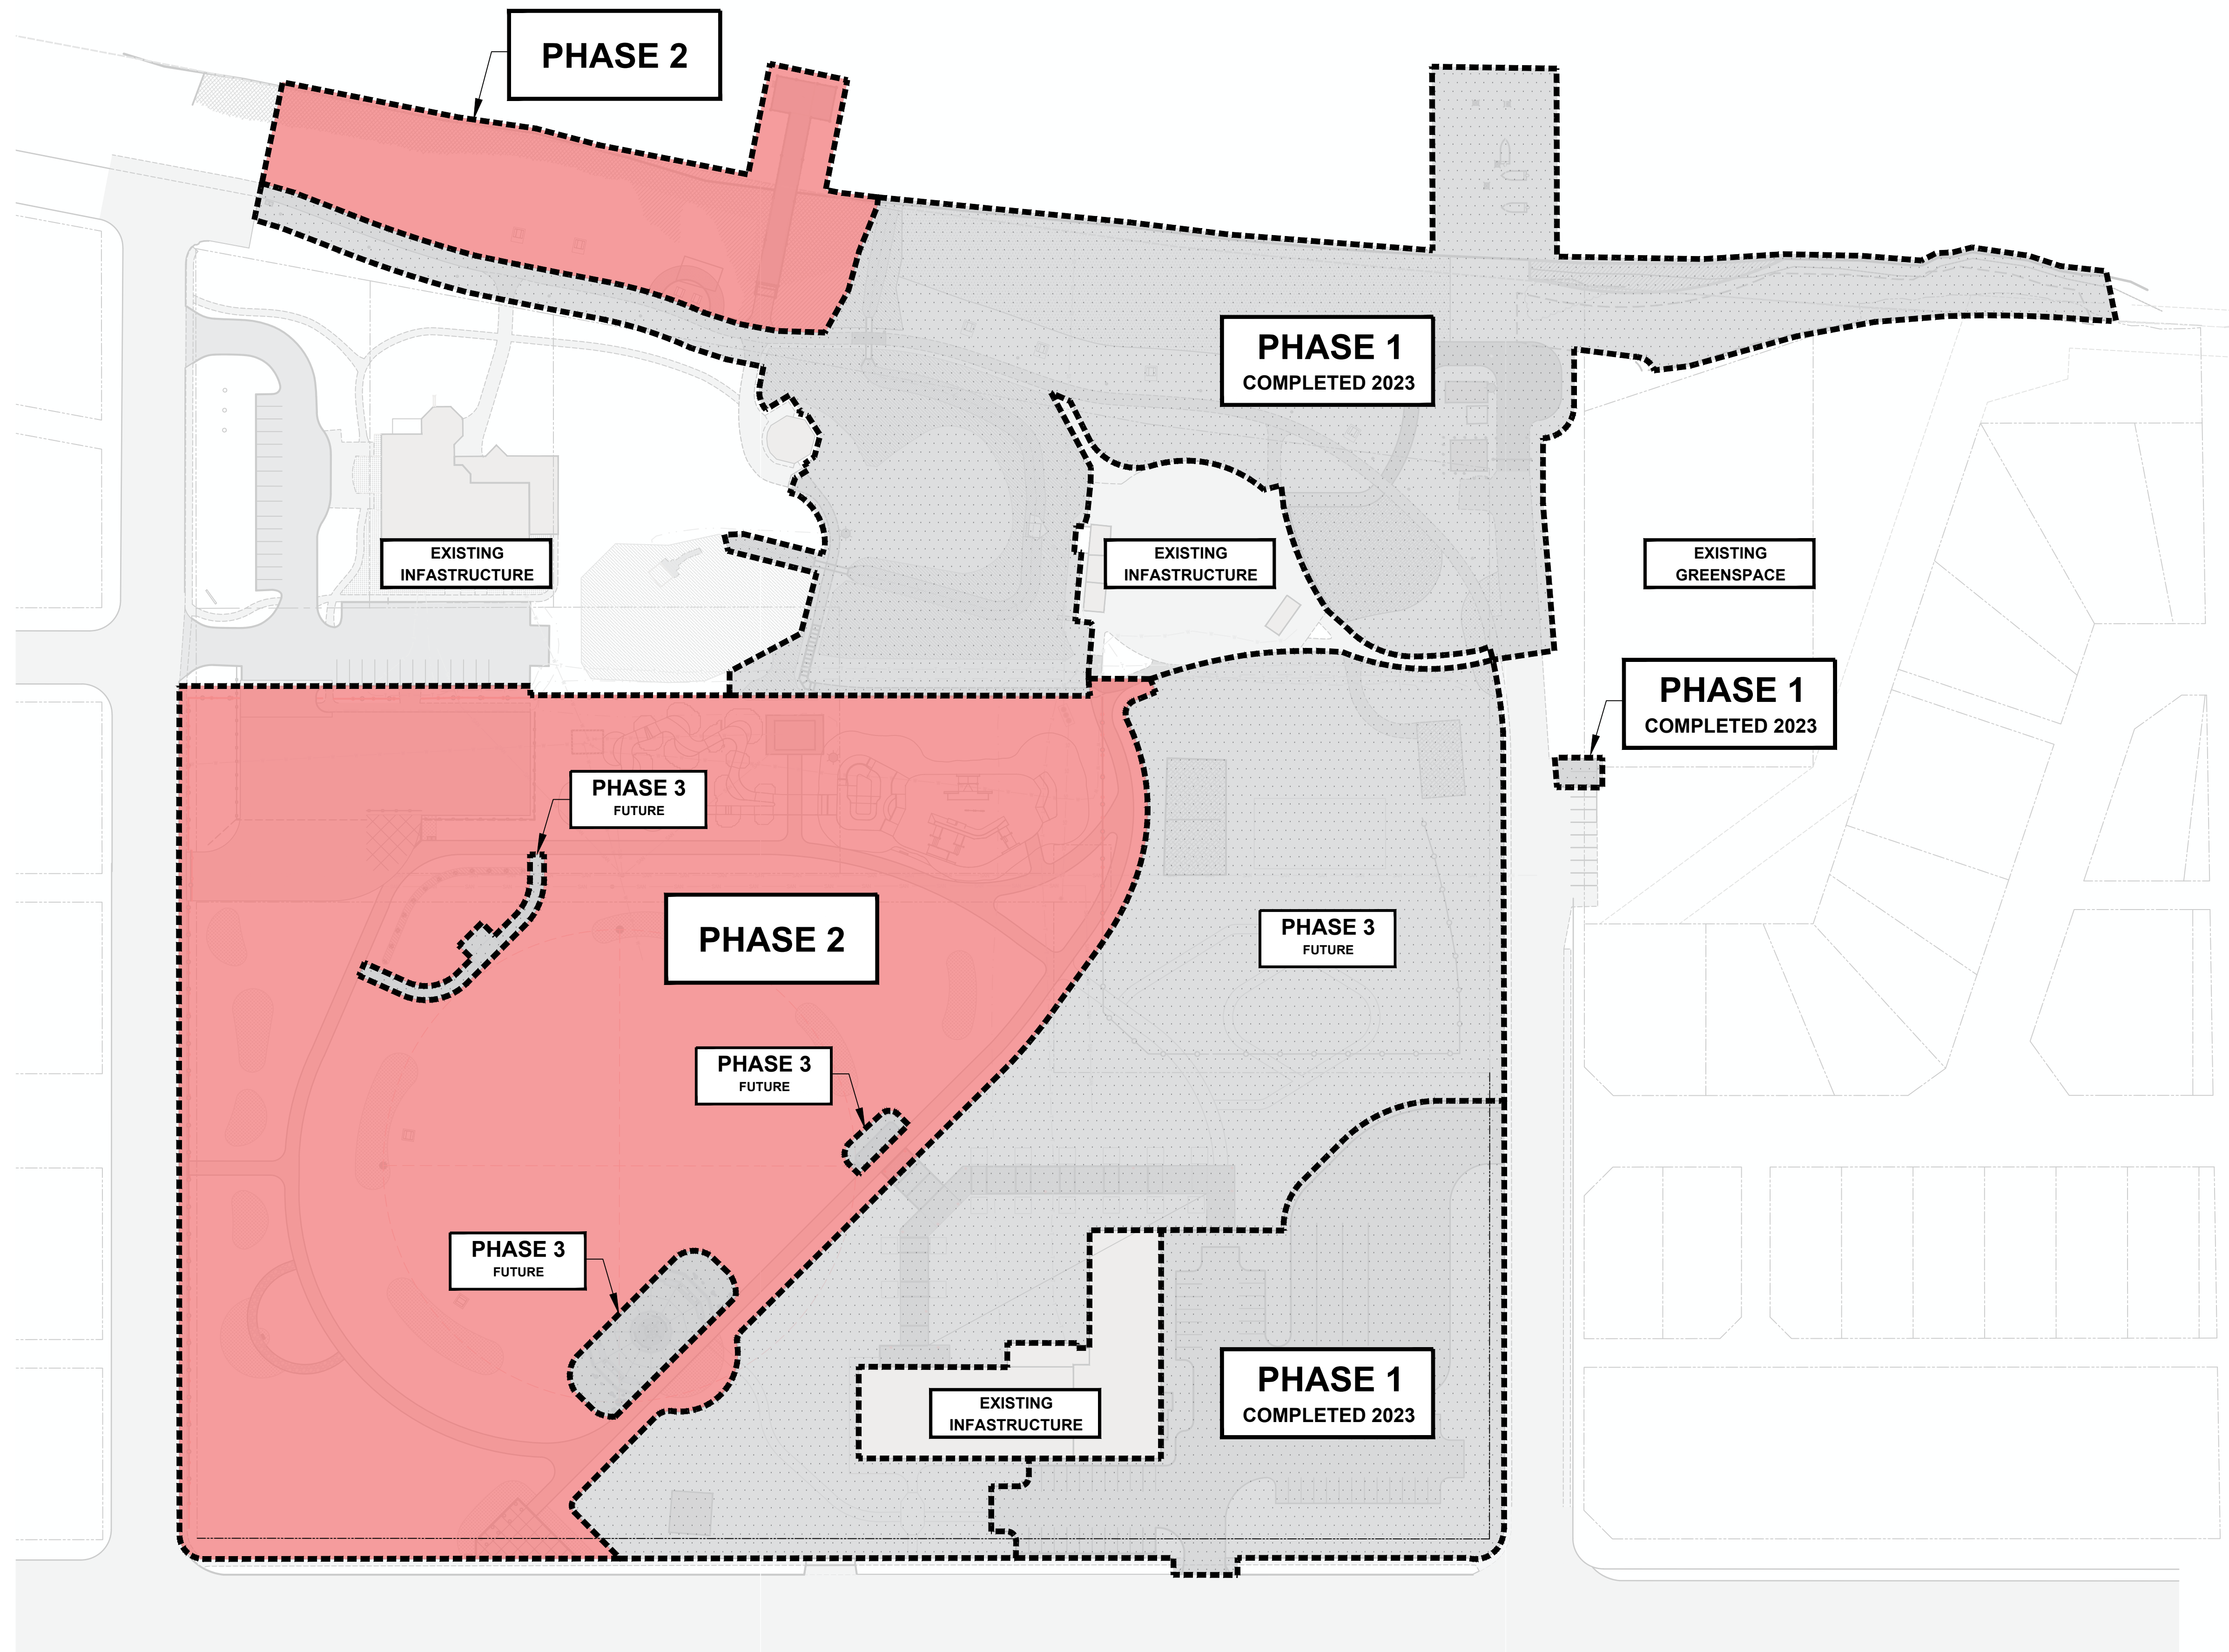 PHASE 2
PHASE 1
COMPLETED 2023
EXISTING
INFASTRUCTURE
EXISTING
INFASTRUCTURE
EXISTING
GREENSPACE
PHASE 1
COMPLETED 2023
PHASE 3
FUTURE
PHASE 2
PHASE 3
FUTURE
PHASE 3
FUTURE
PHASE 3
FUTURE
PHASE 1
COMPLETED 2023
EXISTING
INFASTRUCTURE